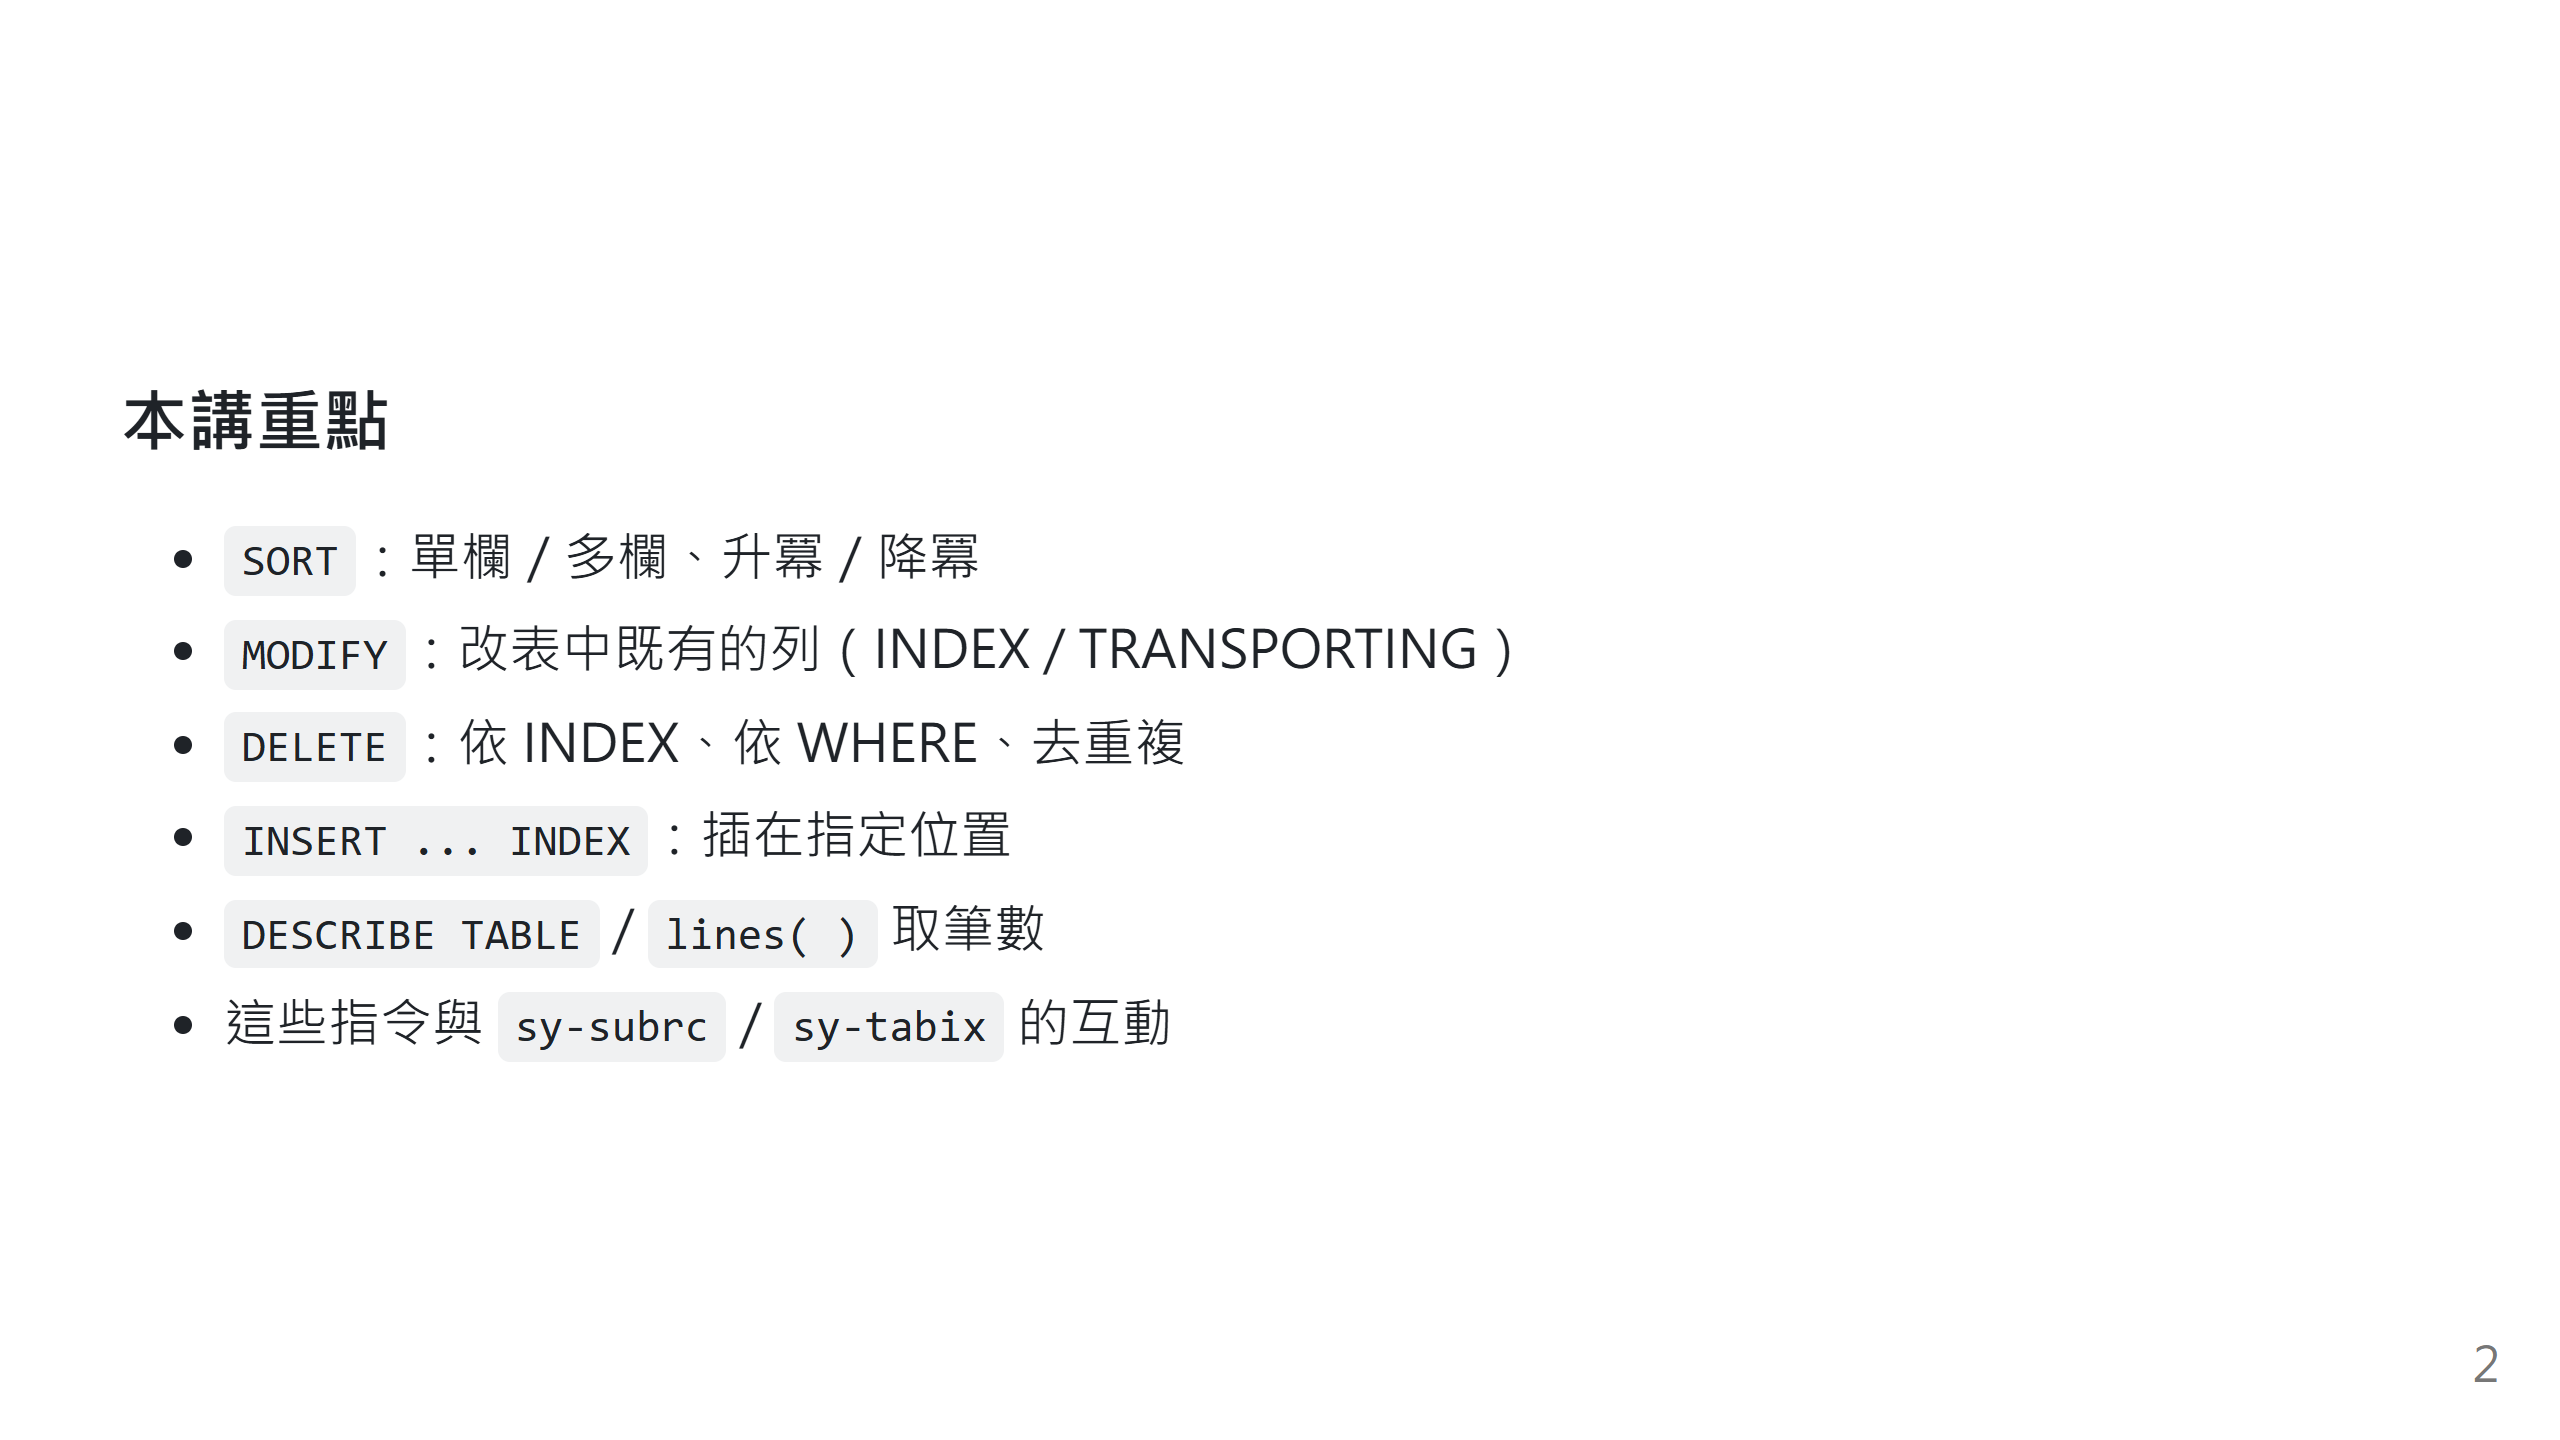 本講重點
• SORT ：單欄 / 多欄、升冪 / 降冪
• MODIFY ：改表中既有的列（INDEX / TRANSPORTING）
• DELETE ：依 INDEX、依 WHERE、去重複
• INSERT ... INDEX ：插在指定位置
• DESCRIBE TABLE / lines( ) 取筆數
• 這些指令與 sy-subrc / sy-tabix 的互動
2